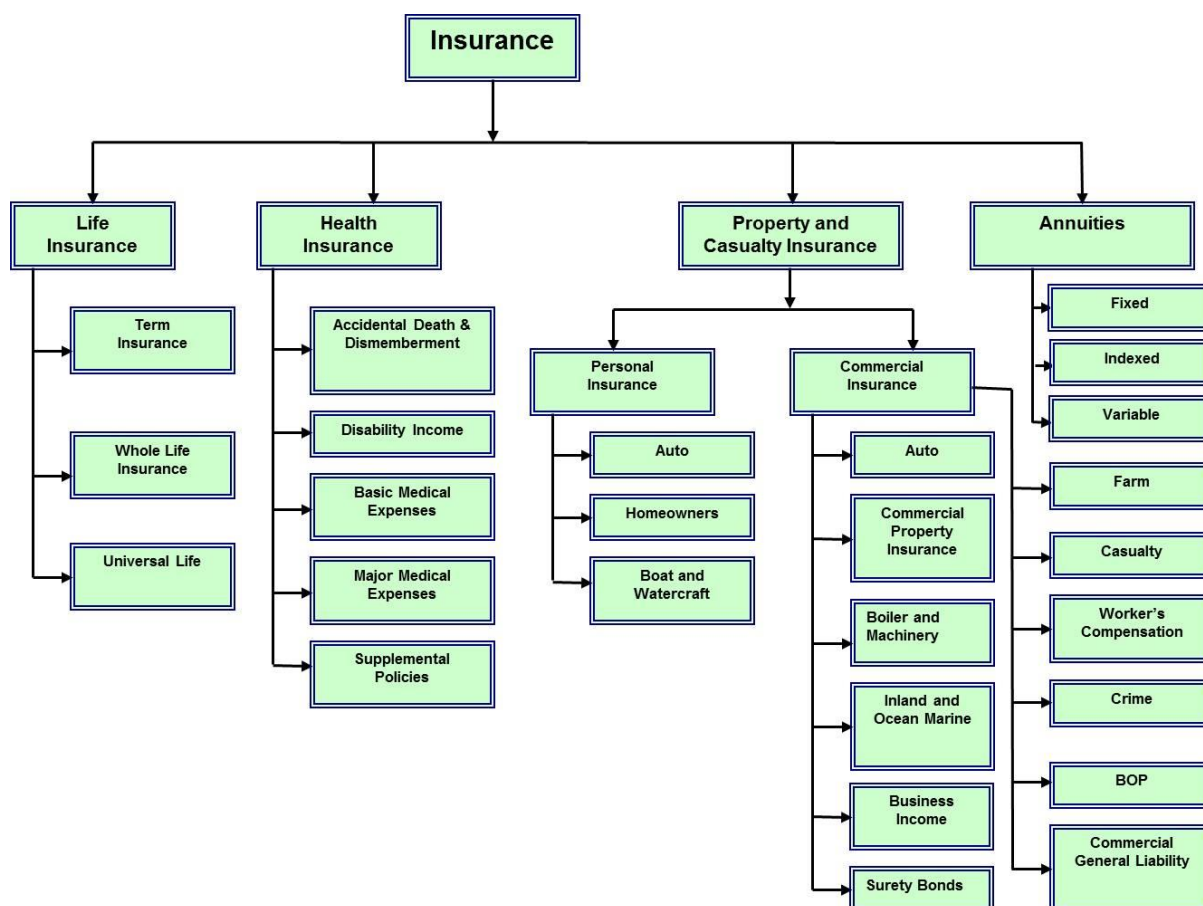 Insurance
Life
Insurance
Health
Insurance
Property and
Casualty Insurance
Annuities
Term
Insurance
Whole Life
Insurance
Universal Life
Accidental Death &
Dismemberment
Disability Income
Basic Medical
Expenses
Major Medical
Expenses
Supplemental
Policies
Personal
Insurance
Auto
Homeowners
Boat and
Watercraft
Commercial
Insurance
Auto
Commercial
Property
Insurance
Boiler and
Machinery
Inland and
Ocean Marine
Business
Income
Surety Bonds
Fixed
Indexed
Variable
Farm
Casualty
Worker’s
Compensation
Crime
BOP
Commercial
General Liability